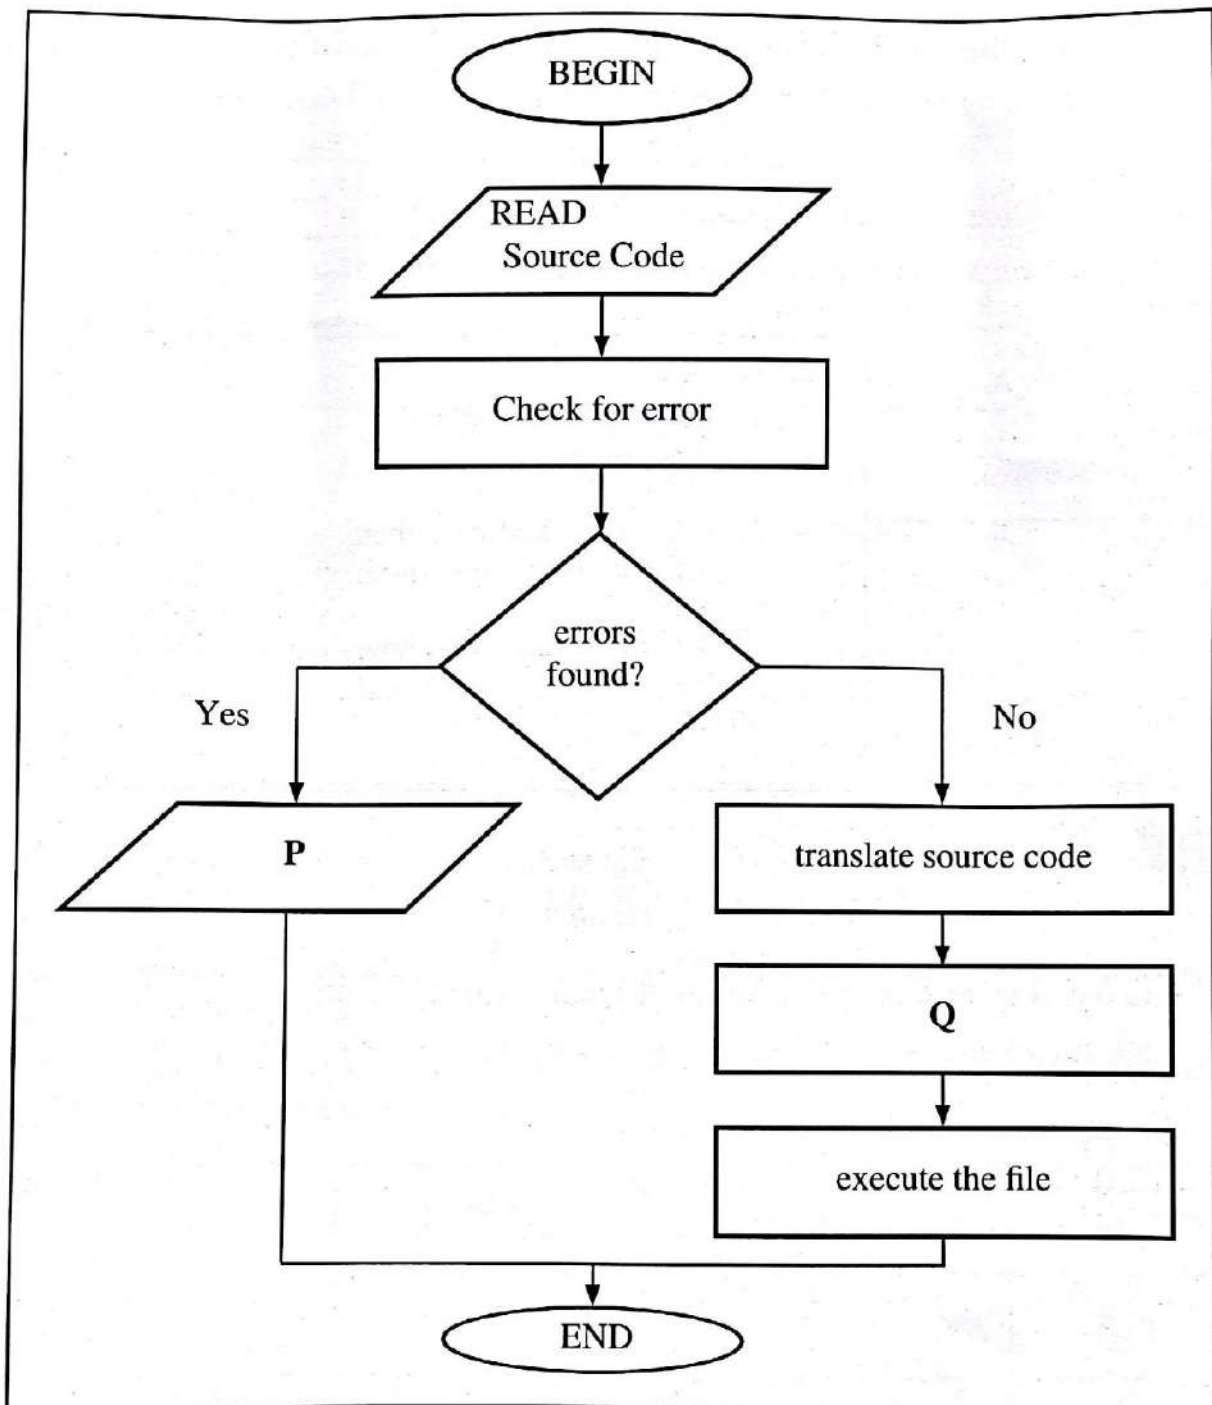 BEGIN
READ
Source Code
Check for error
errors
found?
Yes
No
P
translate source code
Q
execute the file
END